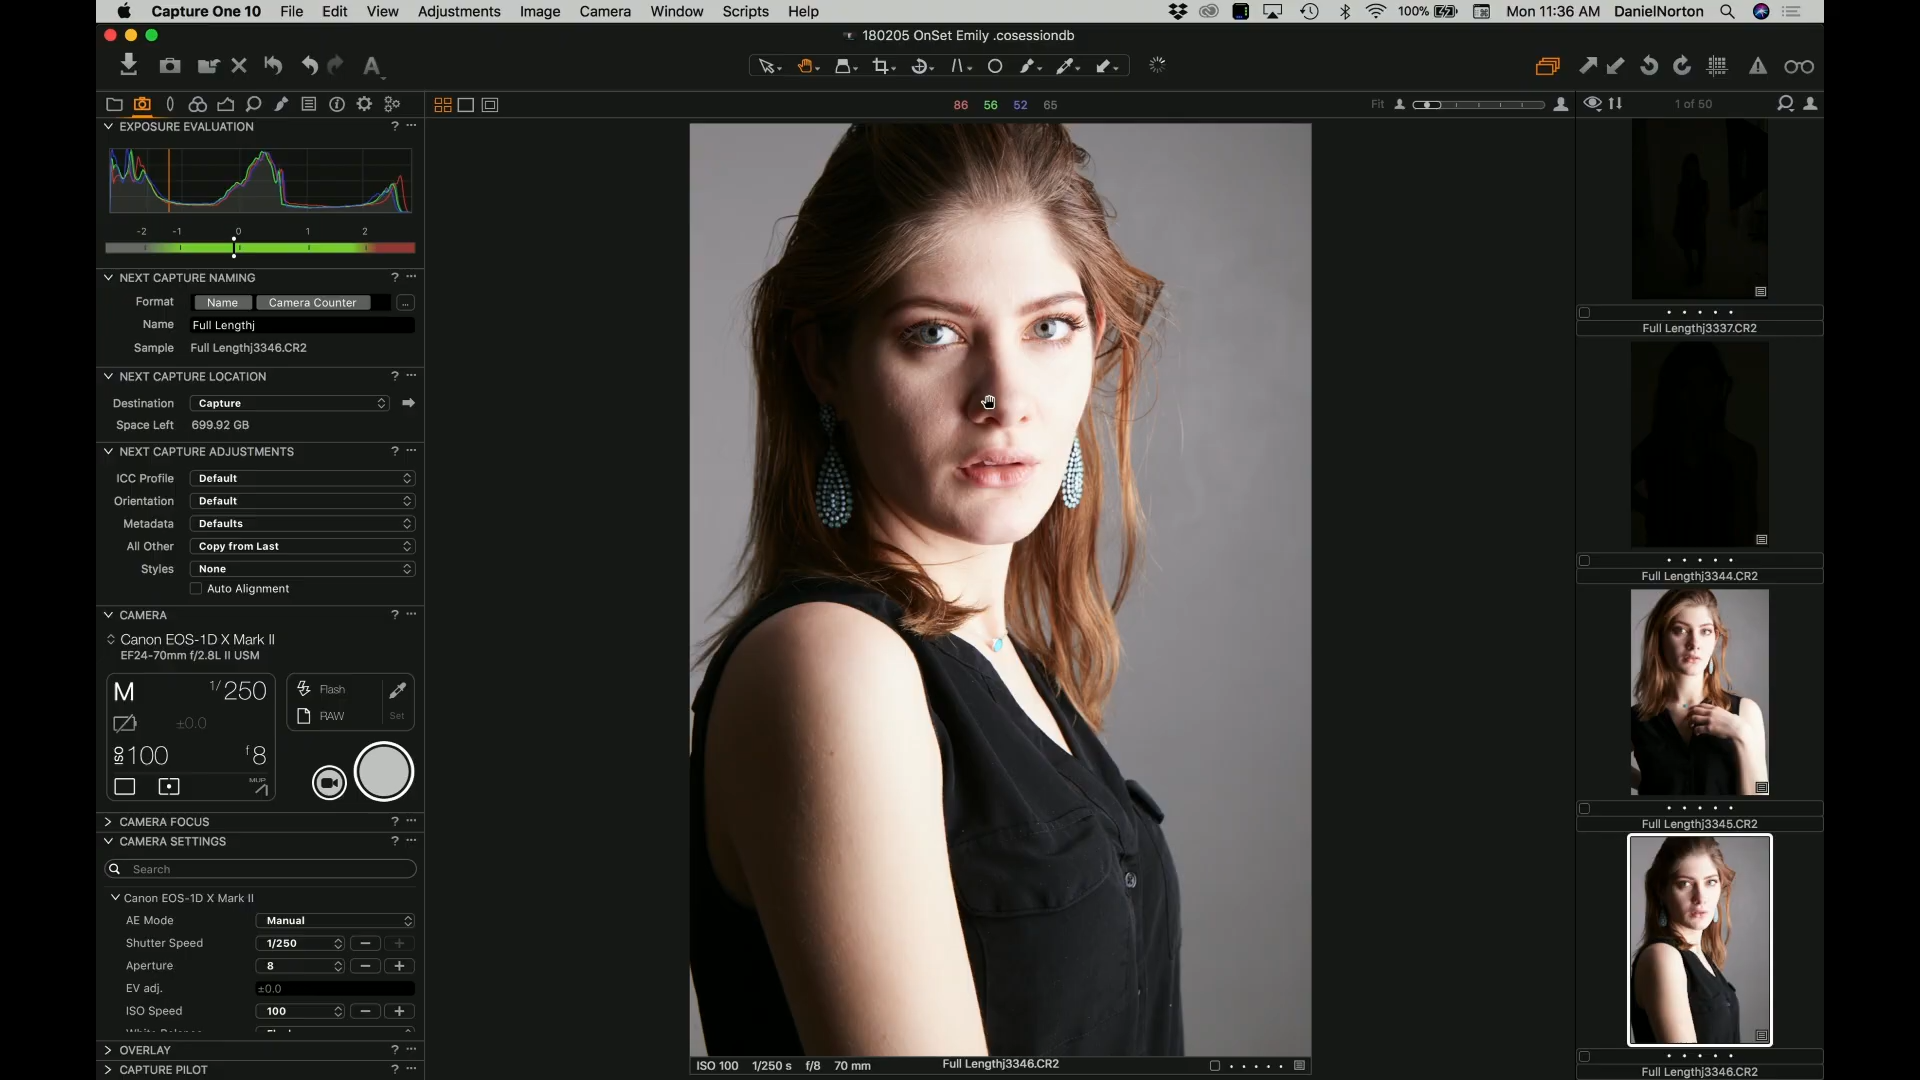 Capture One 10 File Edit View Adjustments Image Camera Window Scripts Help 100% Mon 11:36 AM DanielNorton
180205 OnSet Emily .cosessiondb
86 56 52 65 Fit 1 of 50
EXPOSURE EVALUATION ?
-2 -1 0 1 2
NEXT CAPTURE NAMING ?
Format Name Camera Counter ...
Name Full Lengthj
Sample Full Lengthj3346.CR2
NEXT CAPTURE LOCATION ?
Destination Capture
Space Left 699.92 GB
NEXT CAPTURE ADJUSTMENTS ?
ICC Profile Default
Orientation Default
Metadata Defaults
All Other Copy from Last
Styles None
Auto Alignment
CAMERA ?
Canon EOS-1D X Mark II
EF24-70mm f/2.8L II USM
M 1/250 Flash
±0.0 RAW Set
ISO 100 f8
MUP
CAMERA FOCUS ?
CAMERA SETTINGS ?
Search
Canon EOS-1D X Mark II
AE Mode Manual
Shutter Speed 1/250
Aperture 8
EV adj. ±0.0
ISO Speed 100
OVERLAY ?
CAPTURE PILOT ?
ISO 100 1/250 s f/8 70 mm Full Lengthj3346.CR2
Full Lengthj3337.CR2
Full Lengthj3344.CR2
Full Lengthj3345.CR2
Full Lengthj3346.CR2